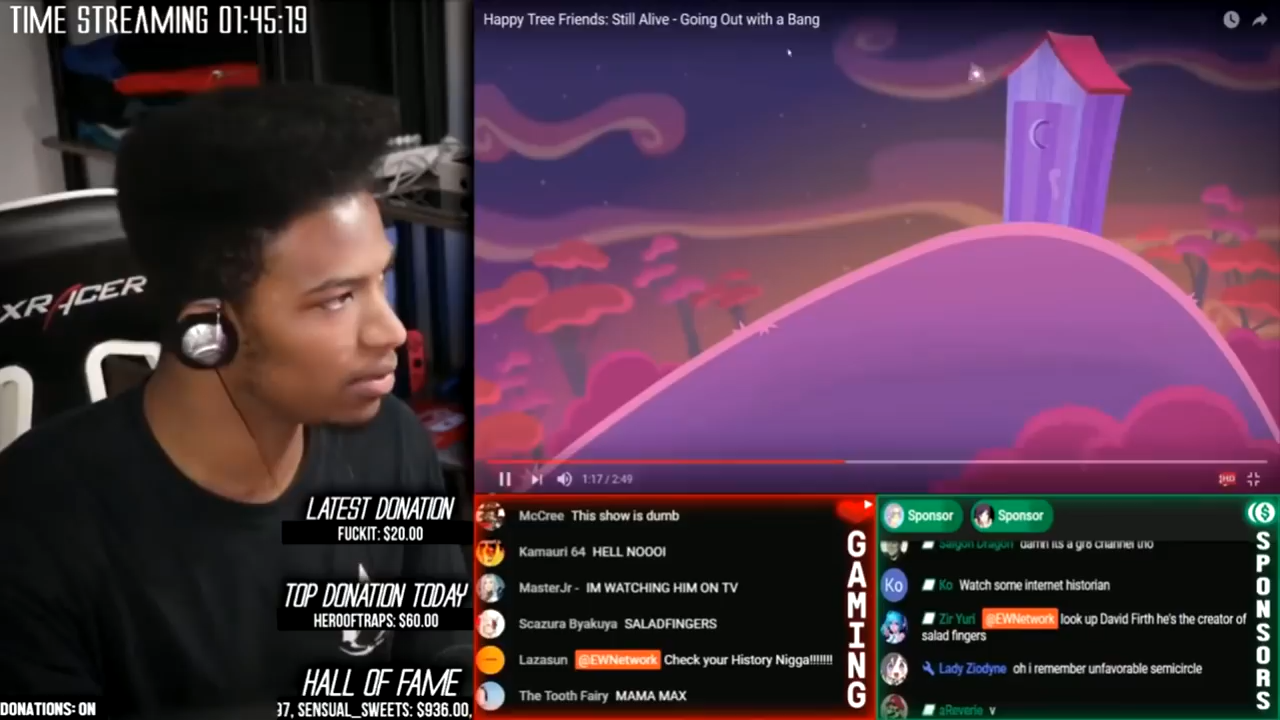 TIME STREAMING 01:45:19
XRACER
LATEST DONATION
FUCKIT: $20.00
TOP DONATION TODAY
HEROOFTRAPS: $60.00
HALL OF FAME
DONATIONS: ON
97, SENSUAL_SWEETS: $936.00,
Happy Tree Friends: Still Alive - Going Out with a Bang
1:17 / 2:49
HD
McCree This show is dumb
Kamauri 64 HELL NOOOI
MasterJr - IM WATCHING HIM ON TV
Scazura Byakuya SALADFINGERS
Lazasun @EWNetwork Check your History Nigga!!!!!!!
The Tooth Fairy MAMA MAX
GAMING
Sponsor
Sponsor
Saigon Dragon damn its a gr8 channel tho
Ko
Ko Watch some internet historian
Zir Yuri @EWNetwork look up David Firth he's the creator of
salad fingers
Lady Ziodyne oh i remember unfavorable semicircle
aReverie v
SPONSORS